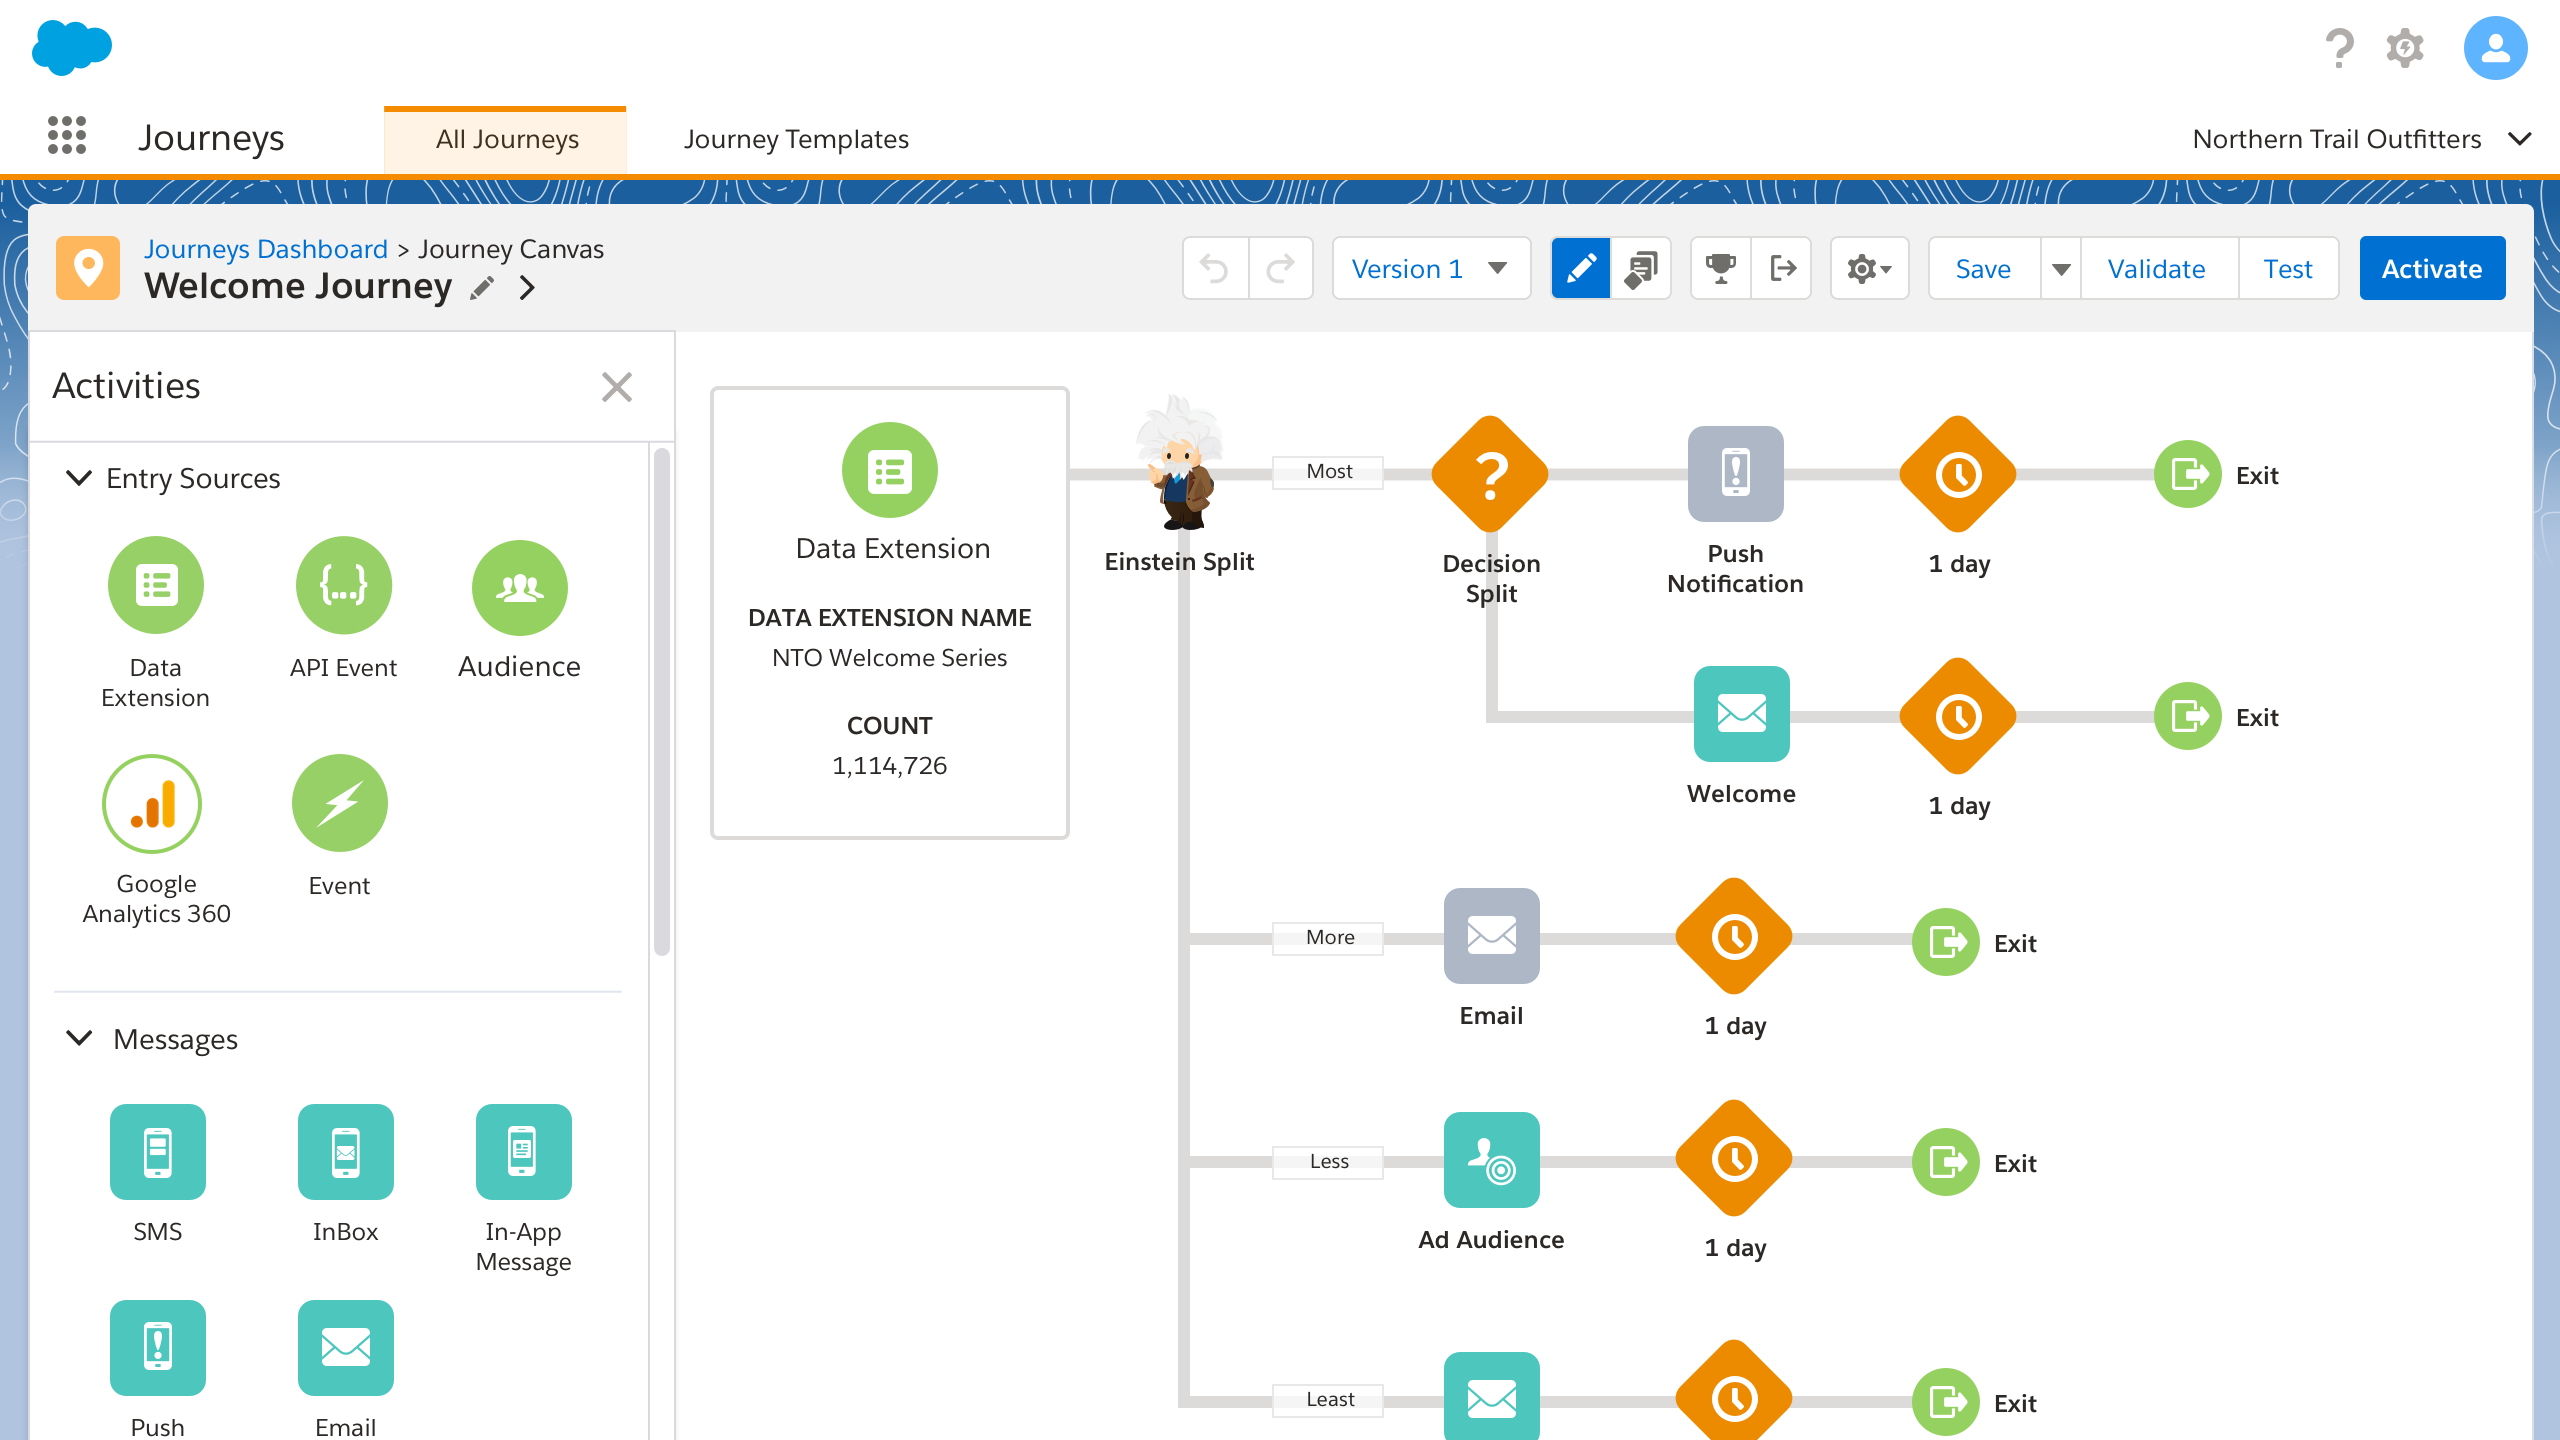 Journeys
All Journeys
Journey Templates
Northern Trail Outfitters
Journeys Dashboard > Journey Canvas
Welcome Journey
Version 1
Save
Validate
Test
Activate
Activities
Entry Sources
Data
Extension
API Event
Audience
Google
Analytics 360
Event
Messages
SMS
InBox
In-App
Message
Push
Email
Data Extension
DATA EXTENSION NAME
NTO Welcome Series
COUNT
1,114,726
Einstein Split
Most
Decision
Split
Push
Notification
1 day
Exit
Welcome
1 day
Exit
More
Email
1 day
Exit
Less
Ad Audience
1 day
Exit
Least
Exit